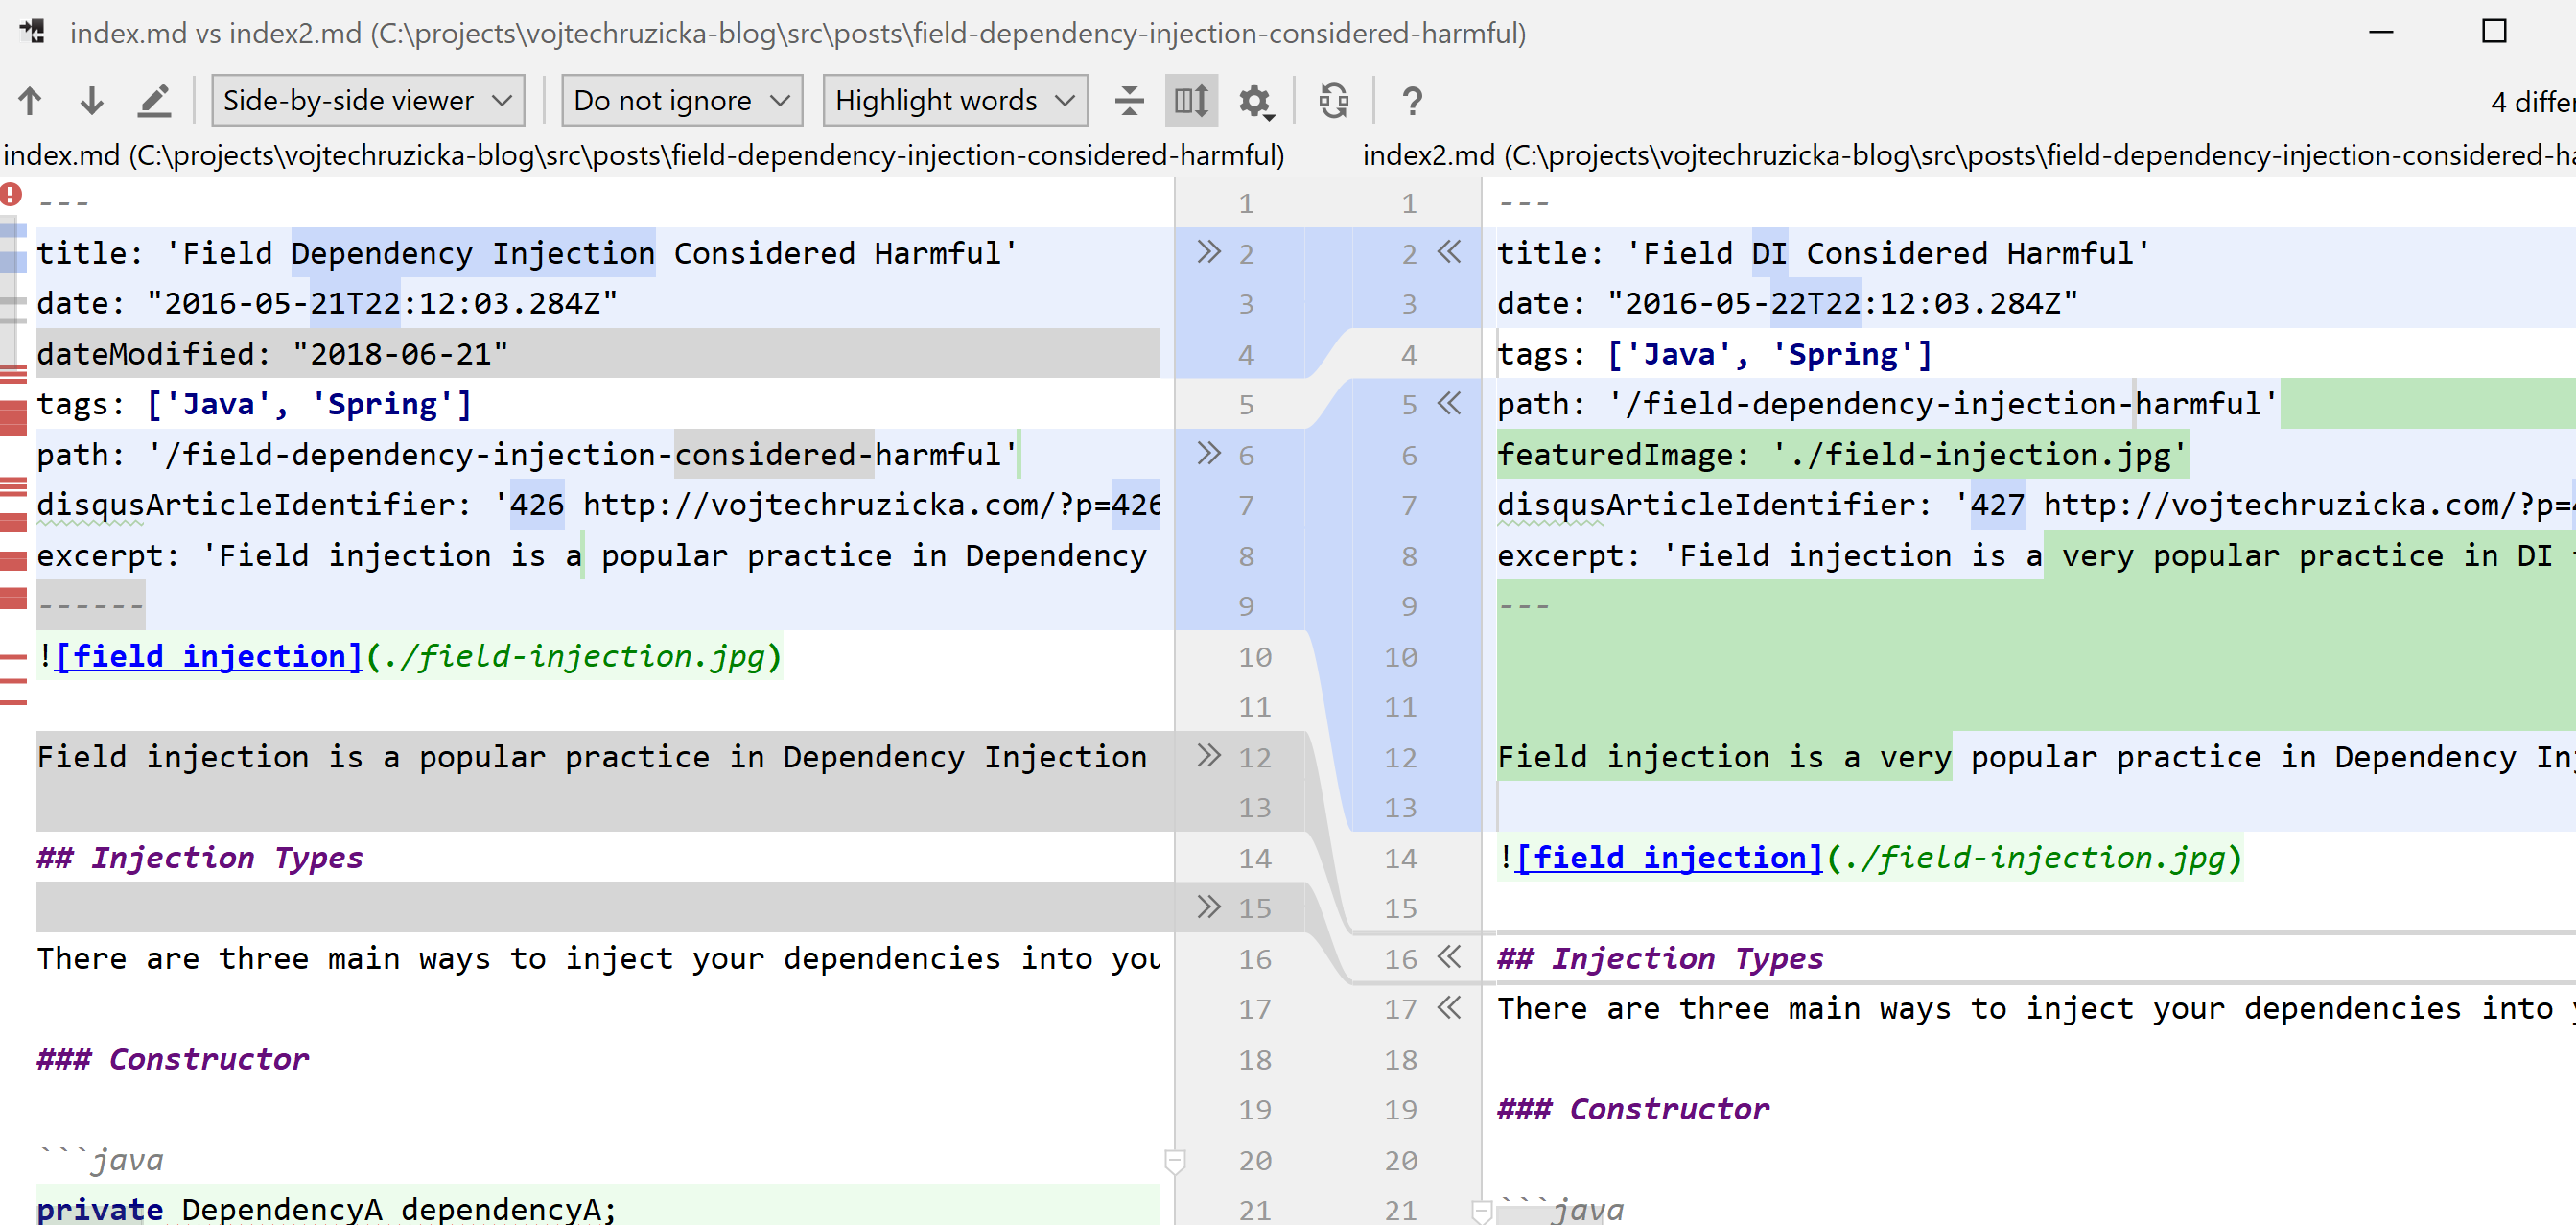 index.md vs index2.md (C:\projects\vojtechruzicka-blog\src\posts\field-dependency-injection-considered-harmful)
Side-by-side viewer Do not ignore Highlight words ? 4
index.md (C:\projects\vojtechruzicka-blog\src\posts\field-dependency-injection-considered-harmful)
index2.md (C:\projects\vojtechruzicka-blog\src\posts\field-dependency-injection-considered-
---
title: 'Field Dependency Injection Considered Harmful'
date: "2016-05-21T22:12:03.284Z"
dateModified: "2018-06-21"
tags: ['Java', 'Spring']
path: '/field-dependency-injection-considered-harmful'
disqusArticleIdentifier: '426 http://vojtechruzicka.com/?p=426
excerpt: 'Field injection is a popular practice in Dependency
------
![field injection](./field-injection.jpg)
Field injection is a popular practice in Dependency Injection
## Injection Types
There are three main ways to inject your dependencies into
### Constructor
```java
private DependencyA dependencyA;
1 1
2 2
3 3
4 4
5 5
6 6
7 7
8 8
9 9
10 10
11 11
12 12
13 13
14 14
15 15
16 16
17 17
18 18
19 19
20 20
21 21
---
title: 'Field DI Considered Harmful'
date: "2016-05-22T22:12:03.284Z"
tags: ['Java', 'Spring']
path: '/field-dependency-injection-harmful'
featuredImage: './field-injection.jpg'
disqusArticleIdentifier: '427 http://vojtechruzicka.com/?p=
excerpt: 'Field injection is a very popular practice in DI
---
Field injection is a very popular practice in Dependency
![field injection](./field-injection.jpg)
## Injection Types
There are three main ways to inject your dependencies into
### Constructor
```java